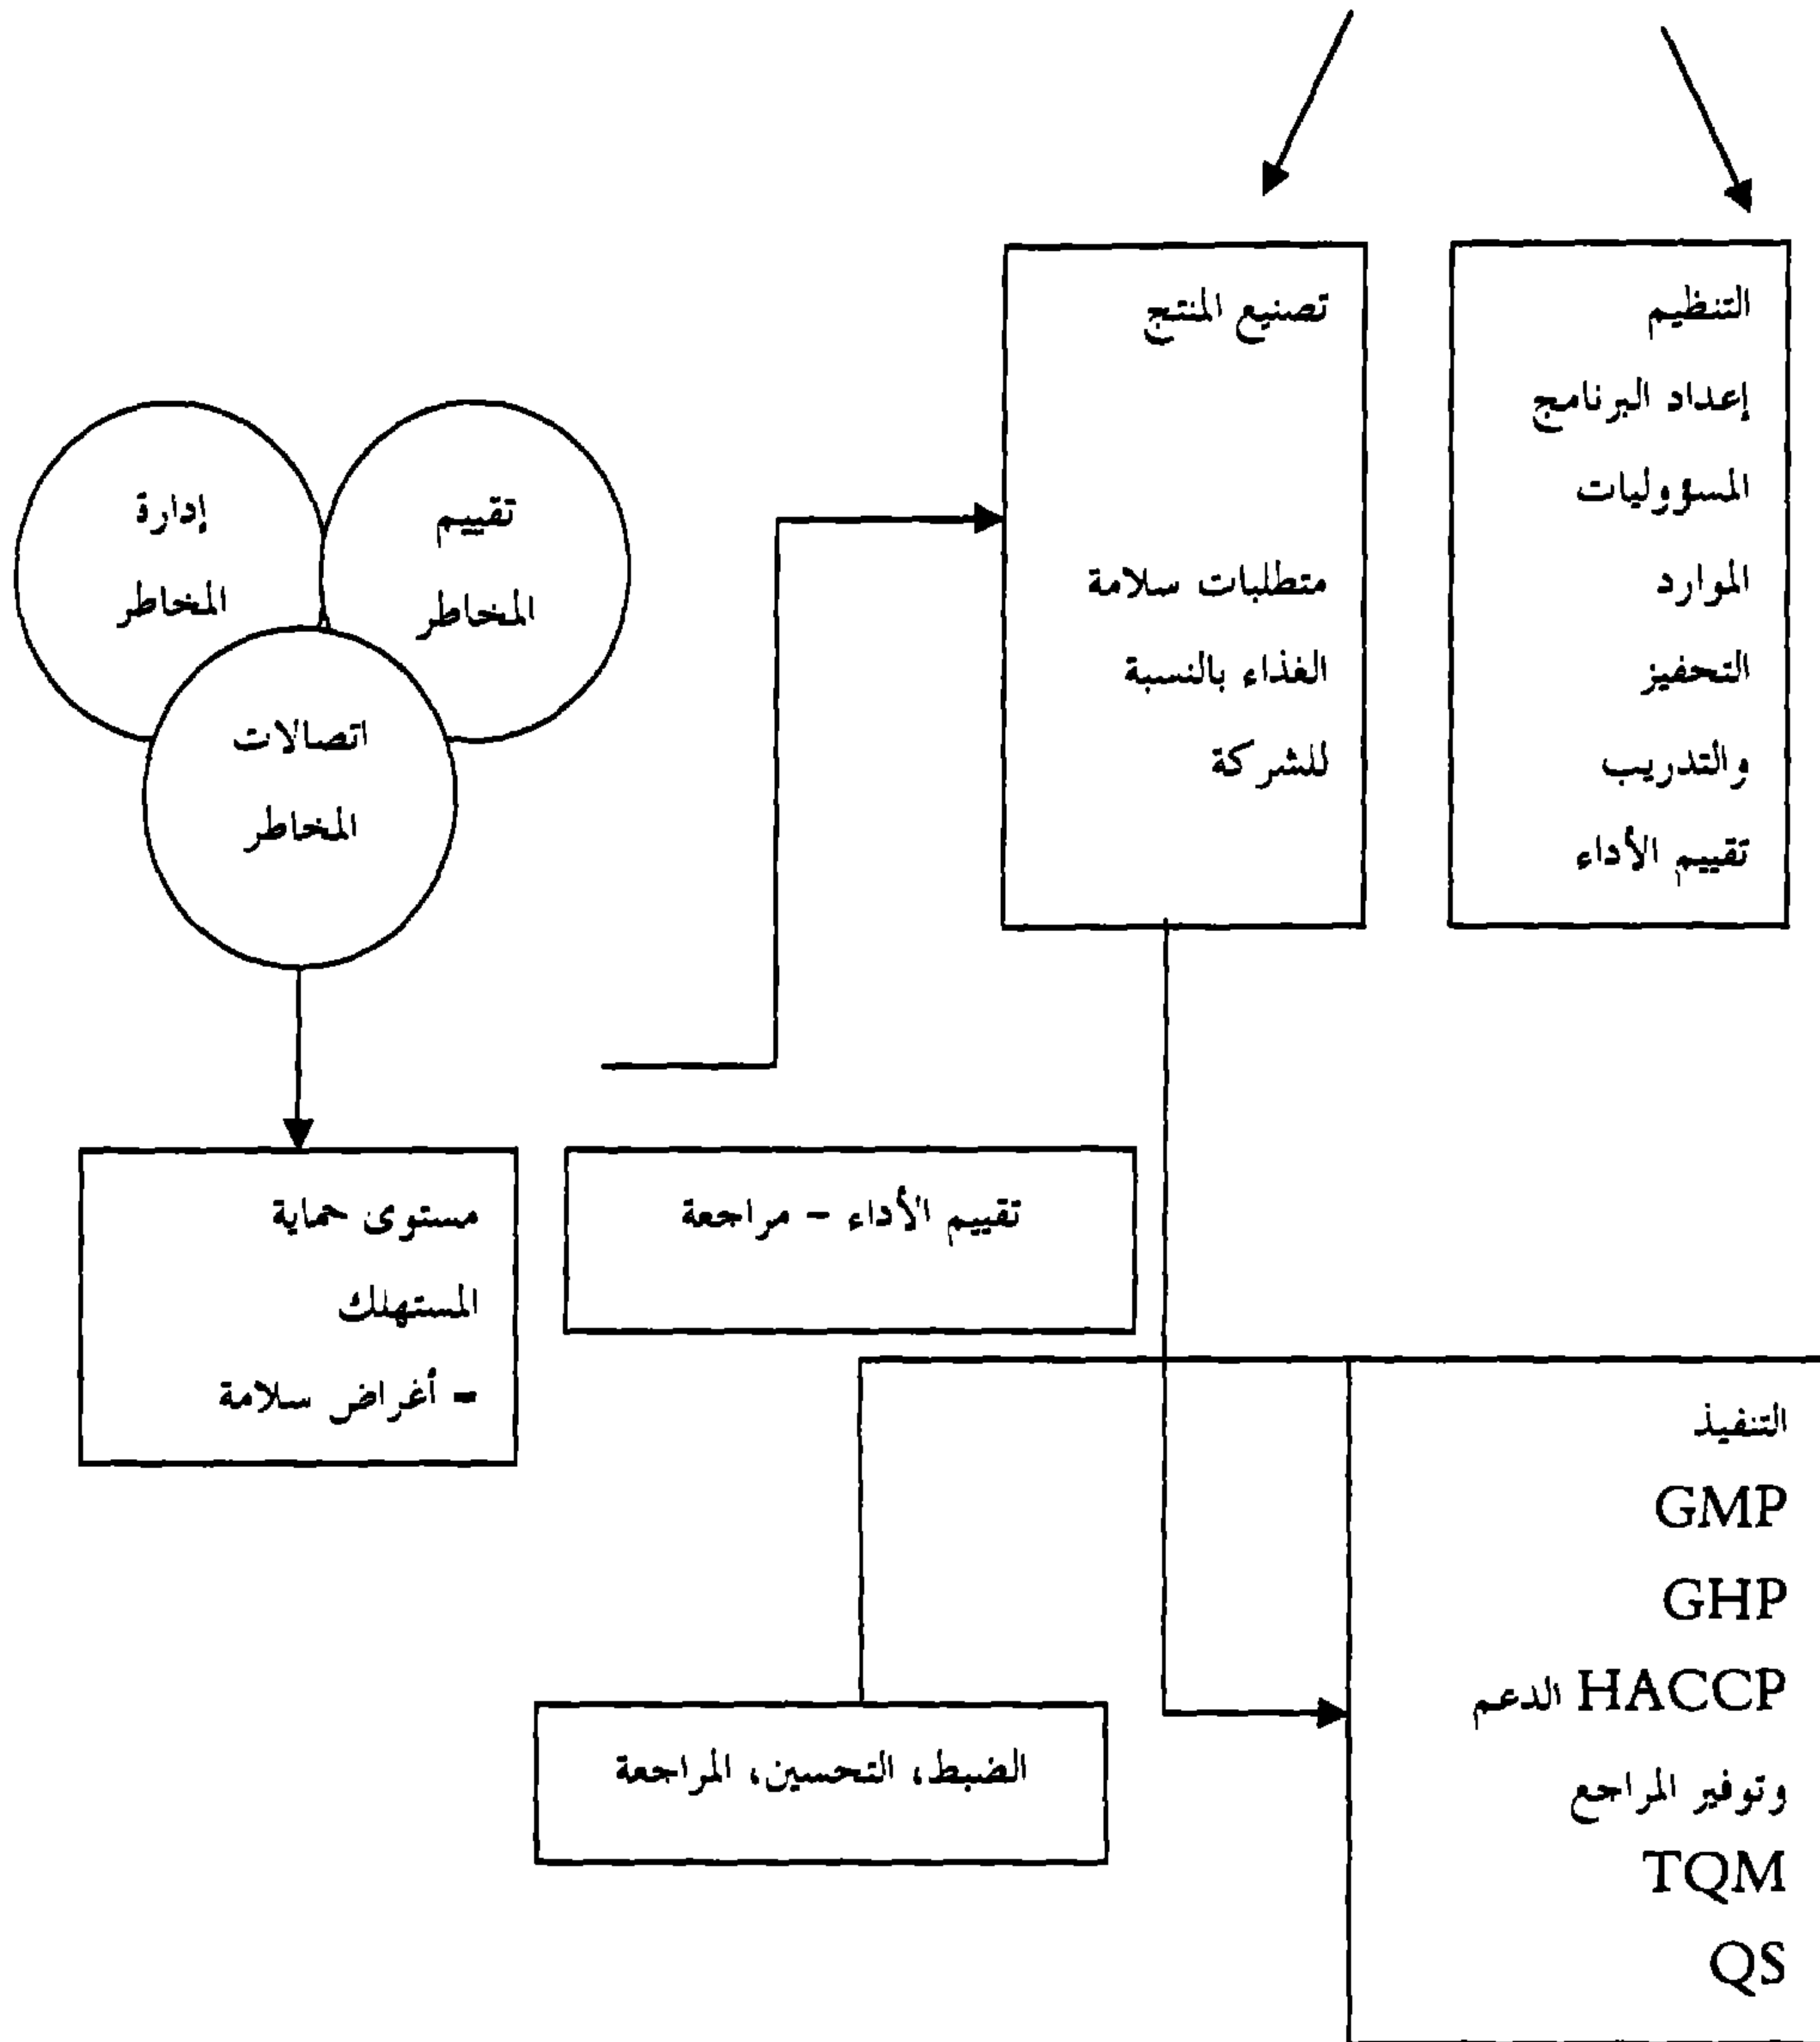 التنظيم
إعداد البرنامج
المسؤوليات
الموارد
التحفيز
والتدريب
تقييم الأداء
تصنيع المنتج
متطلبات سلامة
الغذاء بالنسبة
للشركة
تقييم
المخاطر
إدارة
المخاطر
اتصالات
المخاطر
تقييم الأداء – مراجعة
مستوى حماية
المستهلك
– أغراض سلامة
التنفيذ
GMP
GHP
HACCP الدعم
وتوفير المراجع
TQM
QS
الضبط، التحسين، المراجعة